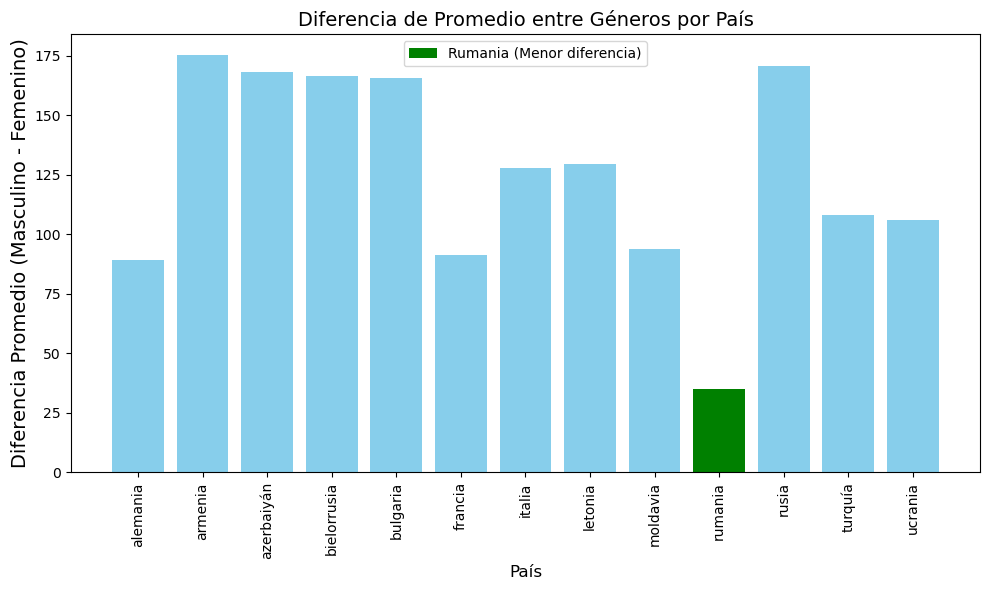 Diferencia de Promedio entre Géneros por País
Rumania (Menor diferencia)
Diferencia Promedio (Masculino - Femenino)
175
150
125
100
75
50
25
0
alemania
armenia
azerbaiyán
bielorrusia
bulgaria
francia
italia
letonia
moldavia
rumania
rusia
turquía
ucrania
País